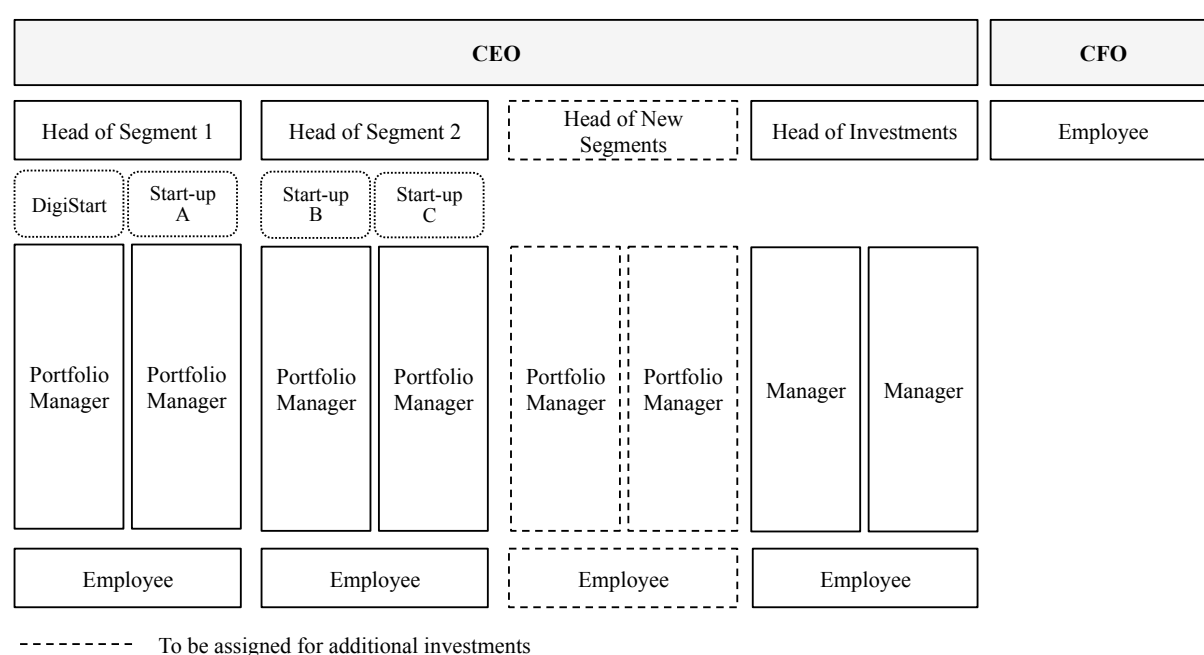 CEO
CFO
Head of Segment 1
Head of Segment 2
Head of New
Segments
Head of Investments
Employee
DigiStart
Start-up
A
Start-up
B
Start-up
C
Portfolio
Manager
Portfolio
Manager
Portfolio
Manager
Portfolio
Manager
Portfolio
Manager
Portfolio
Manager
Manager
Manager
Employee
Employee
Employee
Employee
To be assigned for additional investments